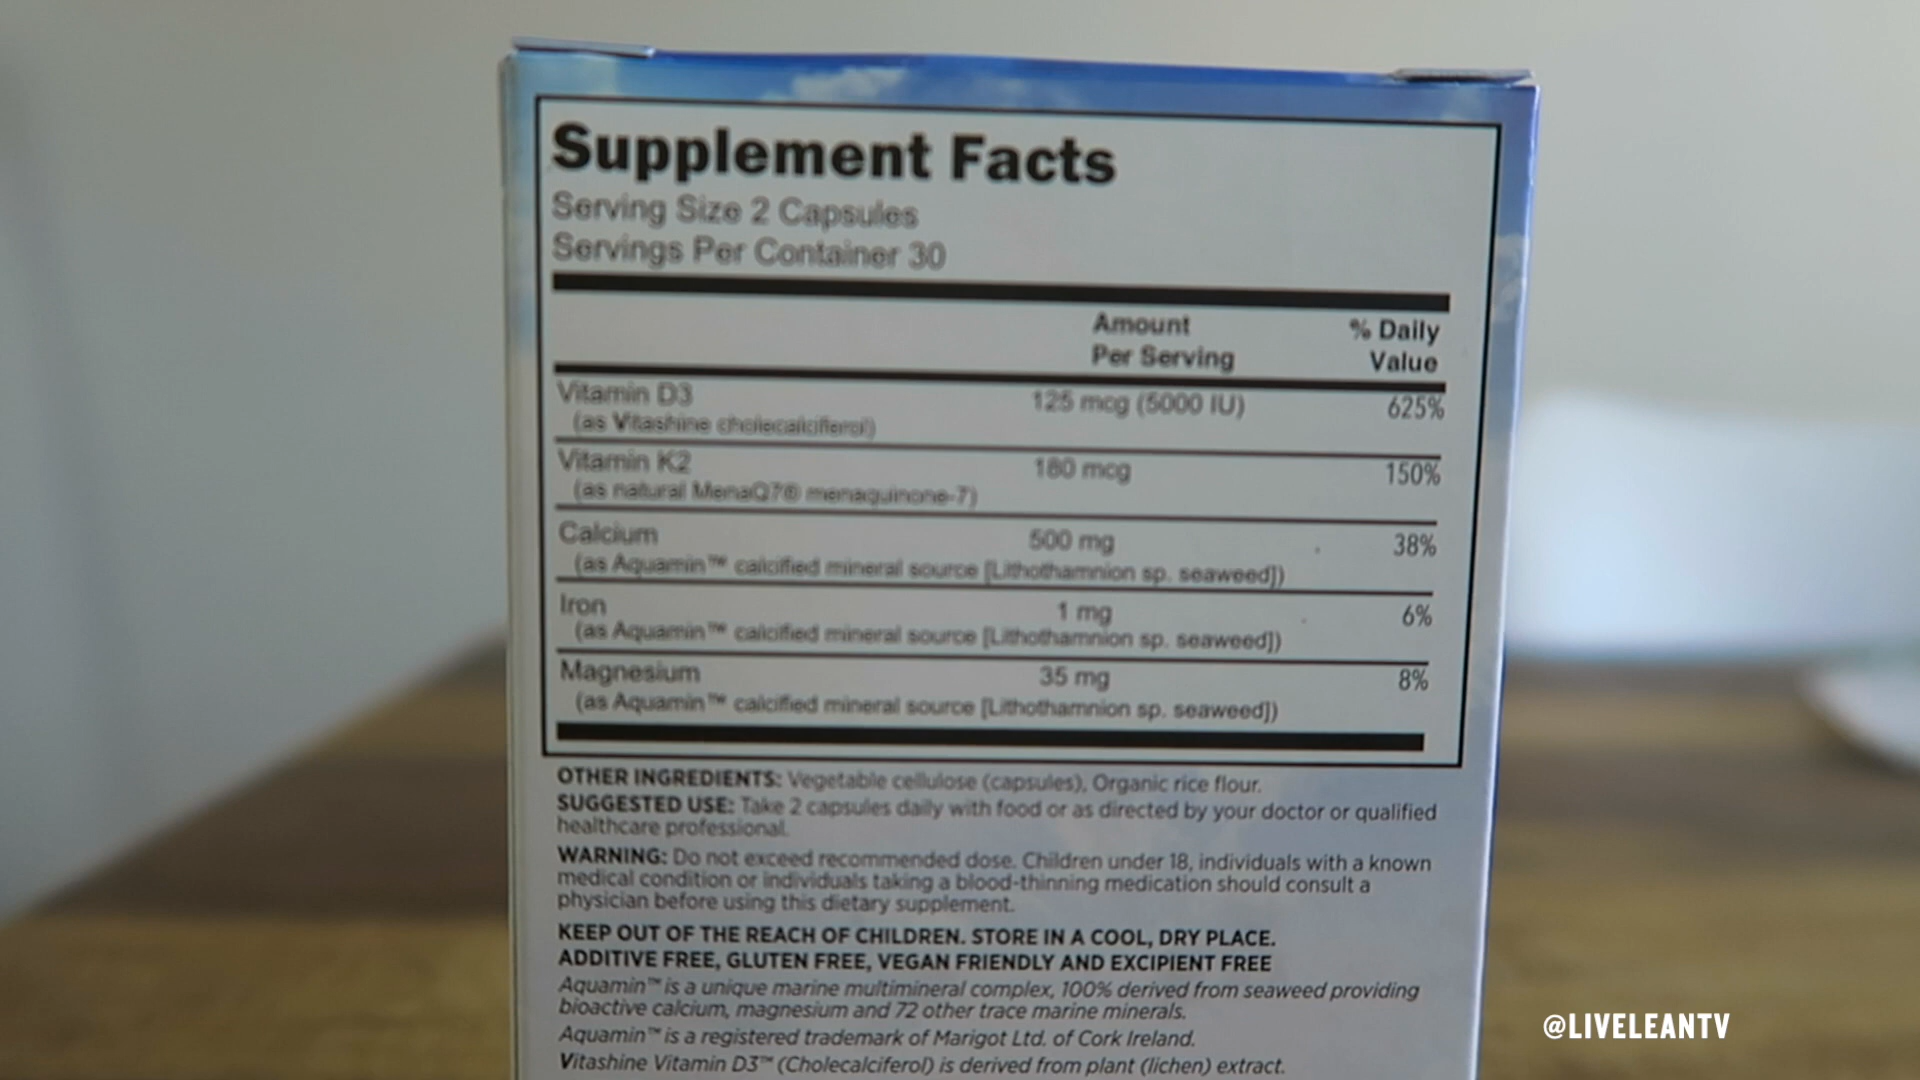 Supplement Facts
Serving Size 2 Capsules
Servings Per Container 30
Amount Per Serving % Daily Value
Vitamin D3 125 mcg (5000 IU) 625%
(as Vitashine cholecalciferol)
Vitamin K2 180 mcg 150%
(as natural MenaQ7® menaquinone-7)
Calcium 500 mg 38%
(as Aquamin™ calcified mineral source [Lithothamnion sp. seaweed])
Iron 1 mg 6%
(as Aquamin™ calcified mineral source [Lithothamnion sp. seaweed])
Magnesium 35 mg 8%
(as Aquamin™ calcified mineral source [Lithothamnion sp. seaweed])
OTHER INGREDIENTS: Vegetable cellulose (capsules), Organic rice flour.
SUGGESTED USE: Take 2 capsules daily with food or as directed by your doctor or qualified
healthcare professional.
WARNING: Do not exceed recommended dose. Children under 18, individuals with a known
medical condition or individuals taking a blood-thinning medication should consult a
physician before using this dietary supplement.
KEEP OUT OF THE REACH OF CHILDREN. STORE IN A COOL, DRY PLACE.
ADDITIVE FREE, GLUTEN FREE, VEGAN FRIENDLY AND EXCIPIENT FREE
Aquamin™ is a unique marine multimineral complex, 100% derived from seaweed providing
bioactive calcium, magnesium and 72 other trace marine minerals.
Aquamin™ is a registered trademark of Marigot Ltd. of Cork Ireland.
Vitashine Vitamin D3™ (Cholecalciferol) is derived from plant (lichen) extract.
@LIVELEANTV